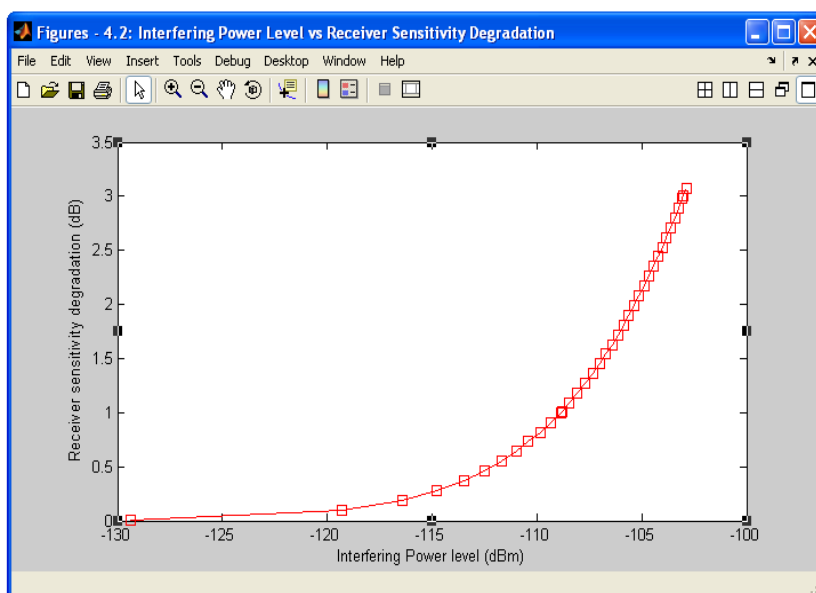 Figures - 4.2: Interfering Power Level vs Receiver Sensitivity Degradation
File Edit View Insert Tools Debug Desktop Window Help
3.5
3
2.5
2
1.5
1
0.5
0
Receiver sensitivity degradation (dB)
-130 -125 -120 -115 -110 -105 -100
Interfering Power level (dBm)